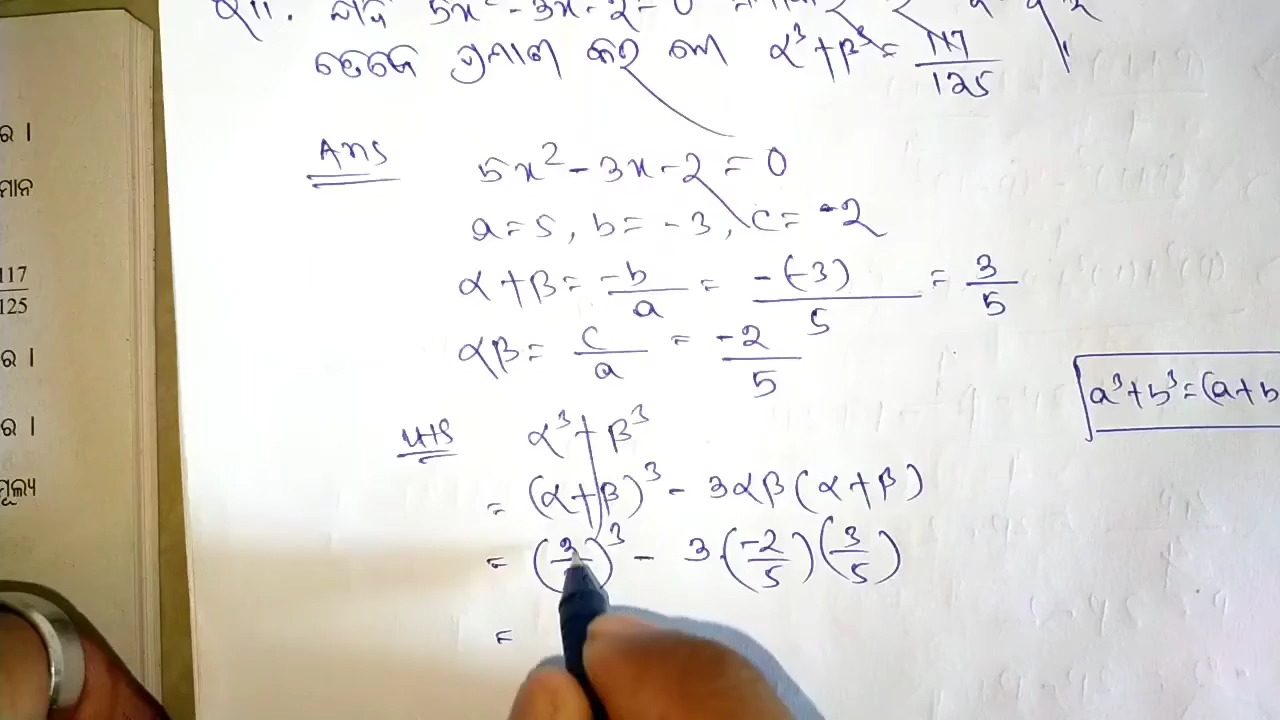 Q11. ଯଦି 5x² - 3x - 2 = 0
ତେବେ ପ୍ରମାଣ କର ଯେ α³ + β³ = 117/125
Ans 5x² - 3x - 2 = 0
a = 5, b = -3, c = -2
α + β = -b/a = -(-3)/5 = 3/5
αβ = c/a = -2/5
a³ + b³ = (a + b
LHS α³ + β³
= (α + β)³ - 3αβ(α + β)
= (3/)³ - 3(-2/5)(3/5)
=
ର ।
ମାନ
117
125
ର ।
ର ।
ମୂଲ୍ୟ